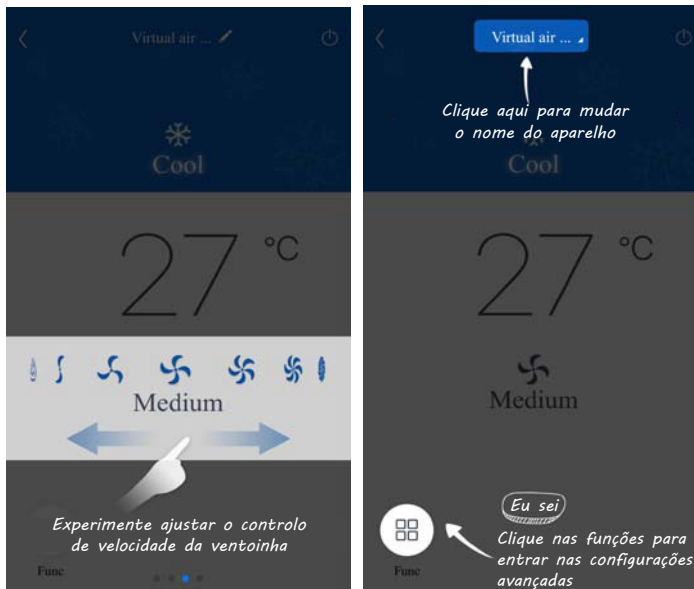 Virtual air ...
Cool
27 °C
Medium
Experimente ajustar o controlo
de velocidade da ventoinha
Func
Virtual air ...
Clique aqui para mudar
o nome do aparelho
Cool
27 °C
Medium
Eu sei
Clique nas funções para
entrar nas configurações
avançadas
Func